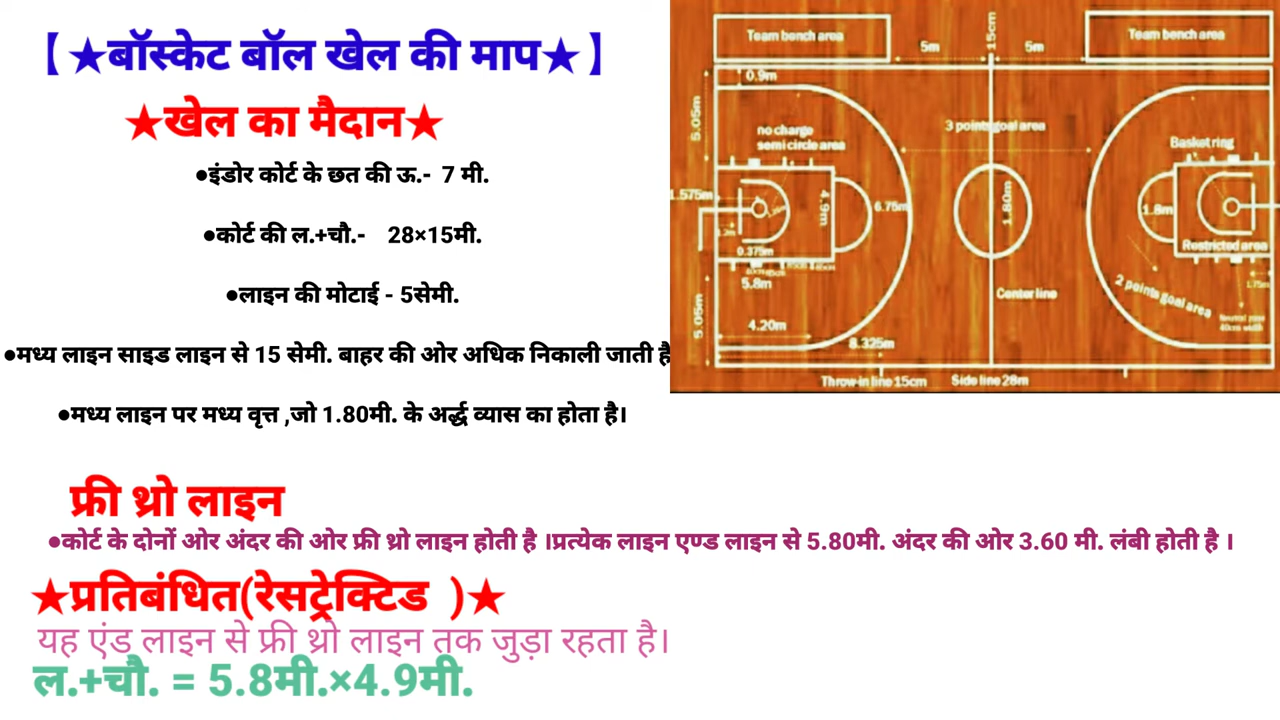 【★बॉस्केट बॉल खेल की माप★】
★खेल का मैदान★
●इंडोर कोर्ट के छत की ऊ.- 7 मी.
●कोर्ट की ल.+चौ.- 28×15मी.
●लाइन की मोटाई - 5सेमी.
●मध्य लाइन साइड लाइन से 15 सेमी. बाहर की ओर अधिक निकाली जाती है
●मध्य लाइन पर मध्य वृत्त ,जो 1.80मी. के अर्द्ध व्यास का होता है।
Team bench area
5m
15cm
5m
Team bench area
0.9m
5.05m
no charge
semi circle area
3 points goal area
Basket ring
1.575m
4.9m
6.75m
1.80m
1.8m
0.375m
Restricted area
5.8m
5.05m
Center line
2 points goal area
1.75m
Neutral zone
40cm width
4.20m
8.325m
Throw-in line 15cm
Side line 28m
फ्री थ्रो लाइन
●कोर्ट के दोनों ओर अंदर की ओर फ्री थ्रो लाइन होती है ।प्रत्येक लाइन एण्ड लाइन से 5.80मी. अंदर की ओर 3.60 मी. लंबी होती है ।
★प्रतिबंधित(रेसट्रेक्टिड )★
यह एंड लाइन से फ्री थ्रो लाइन तक जुड़ा रहता है।
ल.+चौ. = 5.8मी.×4.9मी.